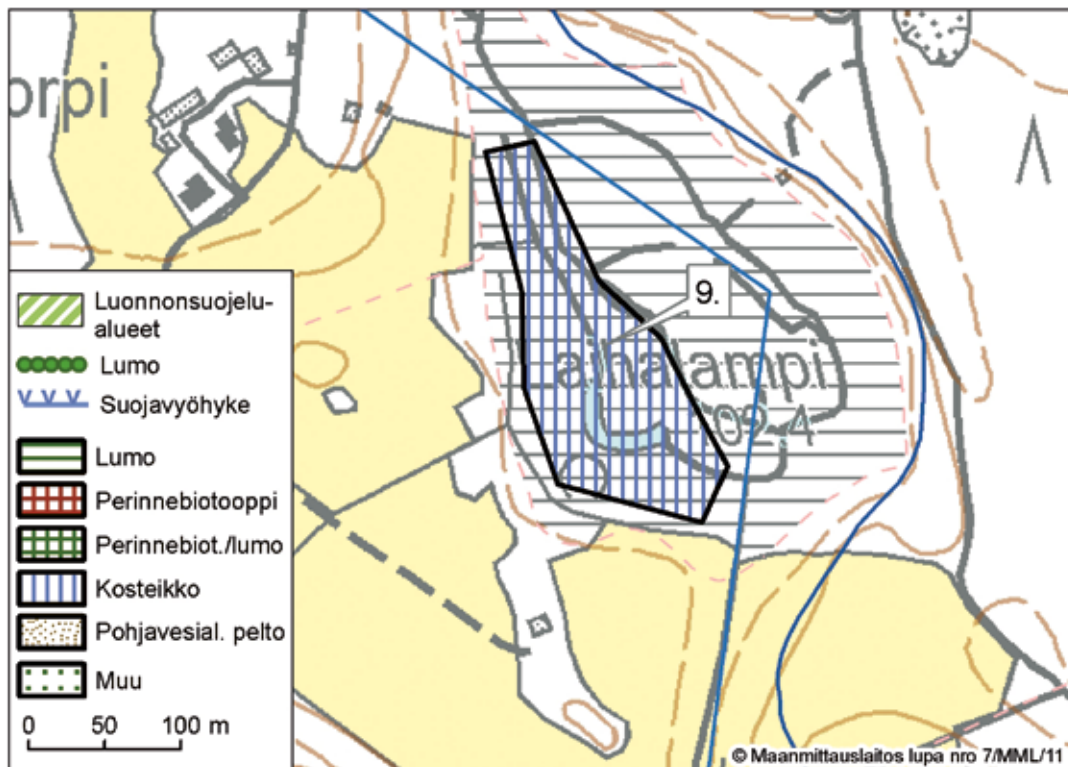 orpi
9.
Laihalampi
02.4
Luonnonsuojelu-
alueet
Lumo
Suojavyöhyke
Lumo
Perinnebiotooppi
Perinnebiot./lumo
Kosteikko
Pohjavesial. pelto
Muu
0 50 100 m
© Maanmittauslaitos lupa nro 7/MML/11